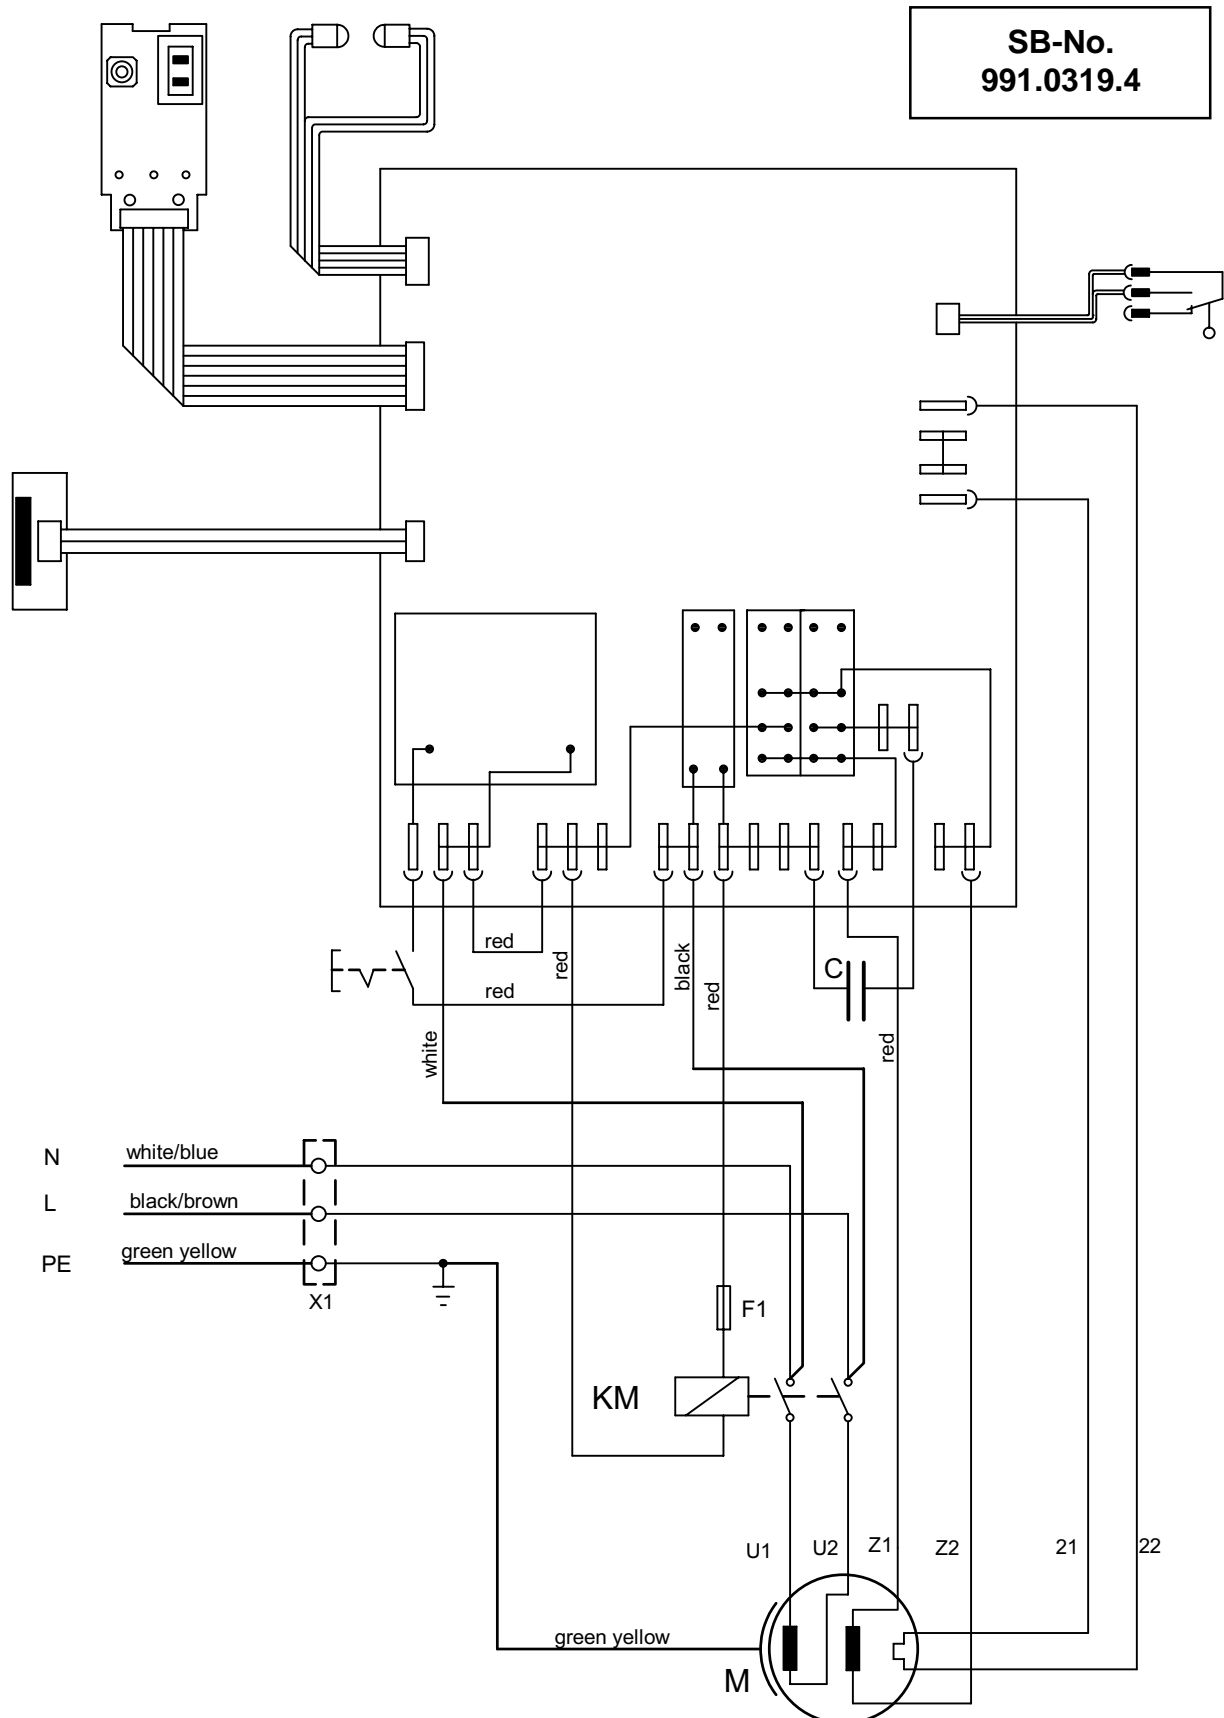 SB-No.
991.0319.4
red
red
red
black
red
C
white
red
N
white/blue
L
black/brown
PE
green yellow
X1
F1
KM
U1
U2
Z1
Z2
21
22
green yellow
M